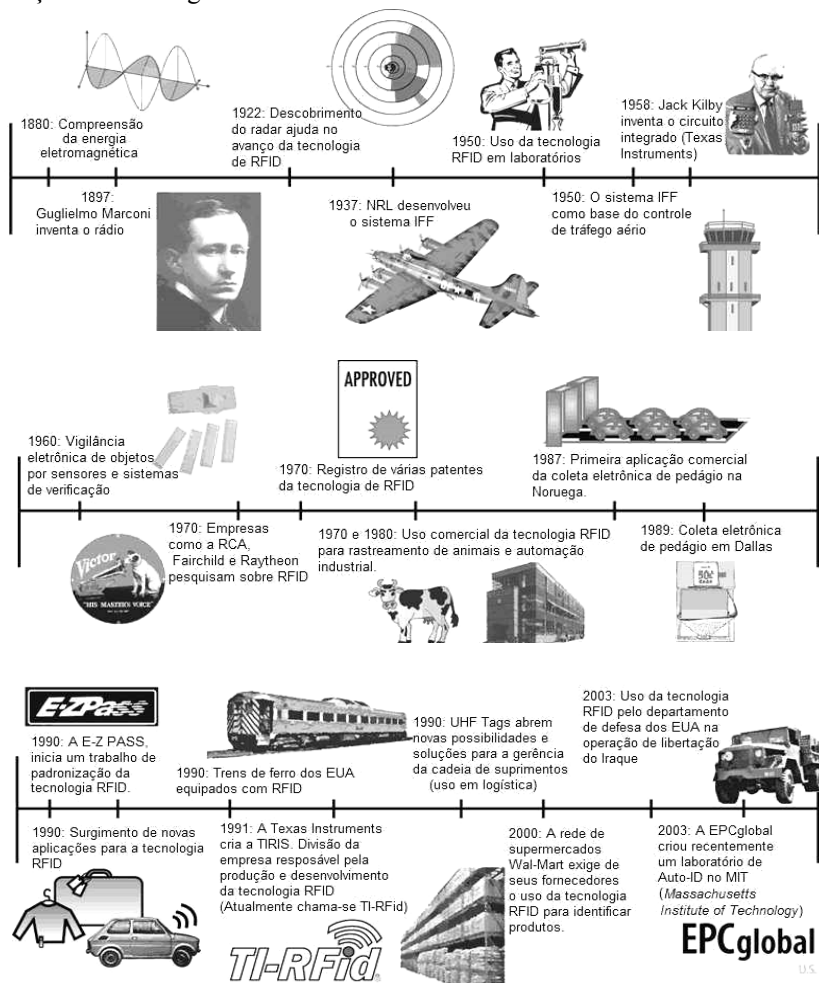 1880: Compreensão
da energia
eletromagnética
1922: Descobrimento
do radar ajuda no
avanço da tecnologia
de RFID
1950: Uso da tecnologia
RFID em laboratórios
1958: Jack Kilby
inventa o circuito
integrado (Texas
Instruments)
1897:
Guglielmo Marconi
inventa o rádio
1937: NRL desenvolveu
o sistema IFF
1950: O sistema IFF
como base do controle
de tráfego aério
APPROVED
1960: Vigilância
eletrônica de objetos
por sensores e sistemas
de verificação
1970: Registro de várias patentes
da tecnologia de RFID
1987: Primeira aplicação comercial
da coleta eletrônica de pedágio na
Noruega.
Victor
"HIS MASTER'S VOICE"
1970: Empresas
como a RCA,
Fairchild e Raytheon
pesquisam sobre RFID
1970 e 1980: Uso comercial da tecnologia RFID
para rastreamento de animais e automação
industrial.
1989: Coleta eletrônica
de pedágio em Dallas
50¢
E-ZPass
1990: A E-Z PASS,
inicia um trabalho de
padronização da
tecnologia RFID.
1990: Trens de ferro dos EUA
equipados com RFID
1990: UHF Tags abrem
novas possibilidades e
soluções para a gerência
da cadeia de suprimentos
(uso em logística)
2003: Uso da tecnologia
RFID pelo departamento
de defesa dos EUA na
operação de libertação
do Iraque
1990: Surgimento de novas
aplicações para a tecnologia
RFID
1991: A Texas Instruments
cria a TIRIS. Divisão da
empresa resposável pela
produção e desenvolvimento
da tecnologia RFID
(Atualmente chama-se TI-RFid)
TI-RFid
2000: A rede de
supermercados
Wal-Mart exige de
seus fornecedores
o uso da tecnologia
RFID para identificar
produtos.
2003: A EPCglobal
criou recentemente
um laboratório de
Auto-ID no MIT
(Massachusetts
Institute of Technology)
EPCglobal
U.S.